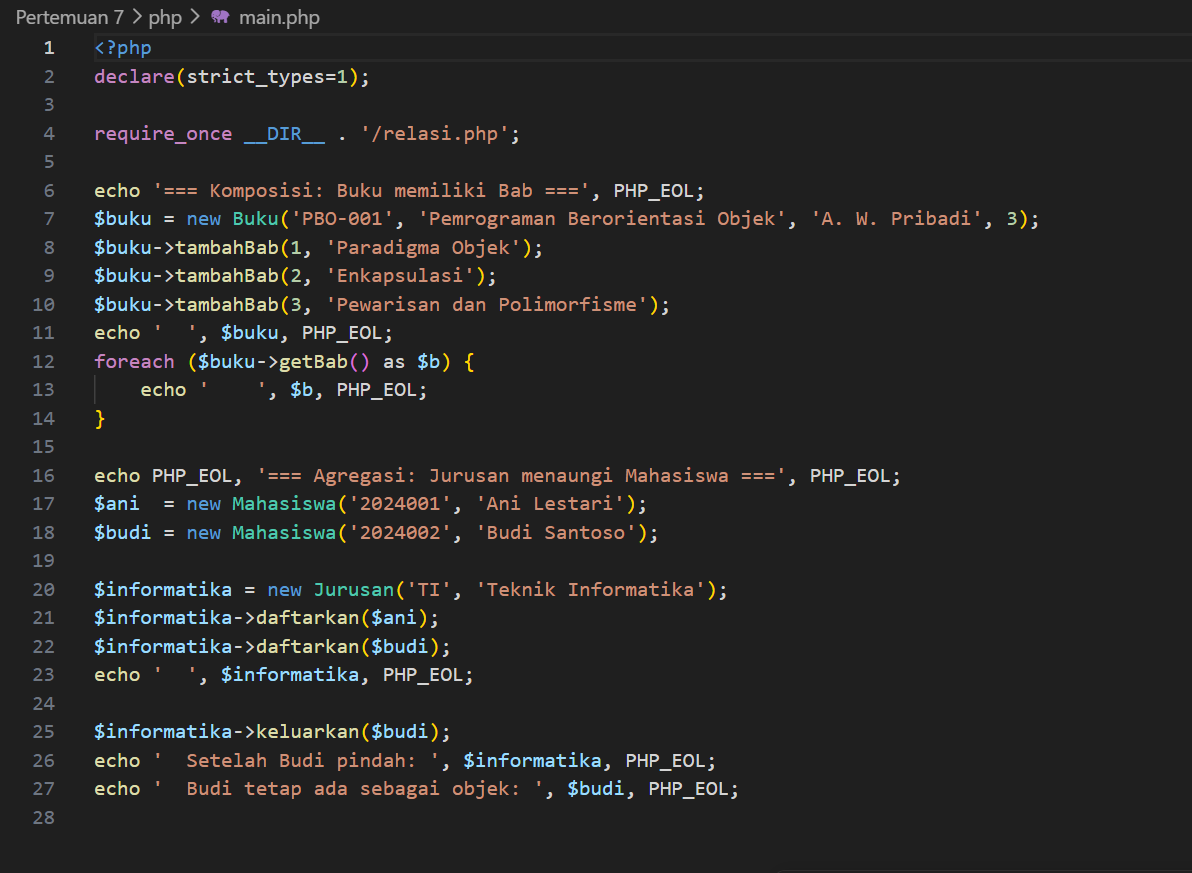 Pertemuan 7 > php > main.php
1 <?php
2 declare(strict_types=1);
3
4 require_once __DIR__ . '/relasi.php';
5
6 echo '=== Komposisi: Buku memiliki Bab ===', PHP_EOL;
7 $buku = new Buku('PBO-001', 'Pemrograman Berorientasi Objek', 'A. W. Pribadi', 3);
8 $buku->tambahBab(1, 'Paradigma Objek');
9 $buku->tambahBab(2, 'Enkapsulasi');
10 $buku->tambahBab(3, 'Pewarisan dan Polimorfisme');
11 echo '  ', $buku, PHP_EOL;
12 foreach ($buku->getBab() as $b) {
13     echo '    ', $b, PHP_EOL;
14 }
15
16 echo PHP_EOL, '=== Agregasi: Jurusan menaungi Mahasiswa ===', PHP_EOL;
17 $ani  = new Mahasiswa('2024001', 'Ani Lestari');
18 $budi = new Mahasiswa('2024002', 'Budi Santoso');
19
20 $informatika = new Jurusan('TI', 'Teknik Informatika');
21 $informatika->daftarkan($ani);
22 $informatika->daftarkan($budi);
23 echo '  ', $informatika, PHP_EOL;
24
25 $informatika->keluarkan($budi);
26 echo '  Setelah Budi pindah: ', $informatika, PHP_EOL;
27 echo '  Budi tetap ada sebagai objek: ', $budi, PHP_EOL;
28